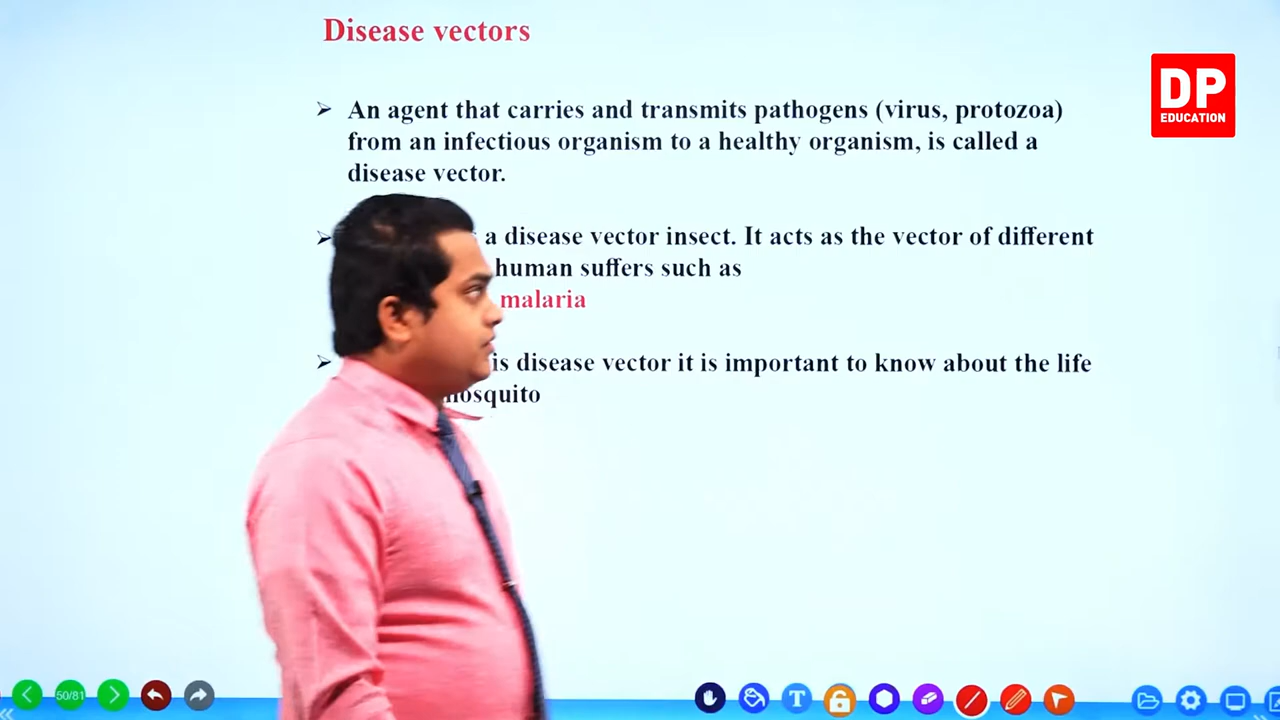 Disease vectors
DP
EDUCATION
➢ An agent that carries and transmits pathogens (virus, protozoa)
from an infectious organism to a healthy organism, is called a
disease vector.
➢ a disease vector insect. It acts as the vector of different
human suffers such as
malaria
➢ is disease vector it is important to know about the life
mosquito
50/81
T